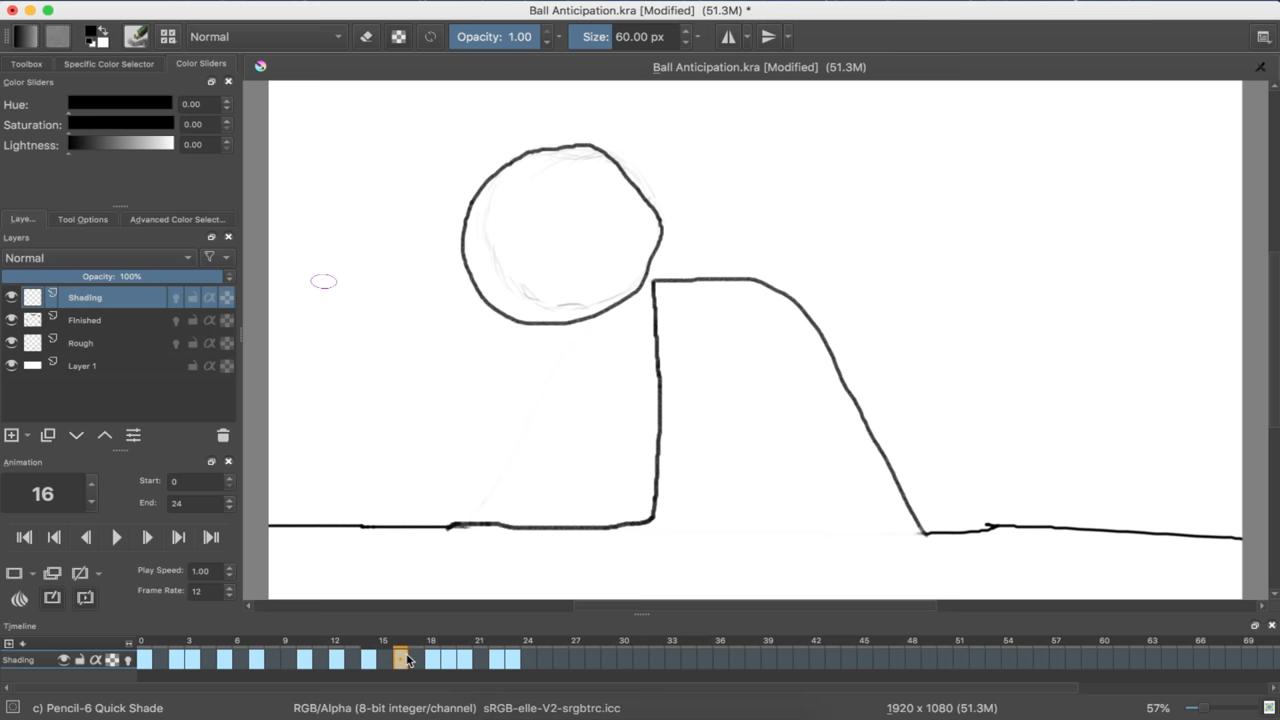 Ball Anticipation.kra [Modified] (51.3M) *
Normal
Opacity: 1.00
Size: 60.00 px
Toolbox
Specific Color Selector
Color Sliders
Ball Anticipation.kra [Modified] (51.3M)
Color Sliders
Hue:
0.00
Saturation:
0.00
Lightness:
0.00
Laye...
Tool Options
Advanced Color Select...
Layers
Normal
Opacity: 100%
Shading
FInished
Rough
Layer 1
Animation
16
Start:
0
End:
24
Play Speed:
1.00
Frame Rate:
12
Timeline
0 3 6 9 12 15 18 21 24 27 30 33 36 39 42 45 48 51 54 57 60 63 66 69
Shading
c) Pencil-6 Quick Shade
RGB/Alpha (8-bit integer/channel) sRGB-elle-V2-srgbtrc.icc
1920 x 1080 (51.3M)
57%